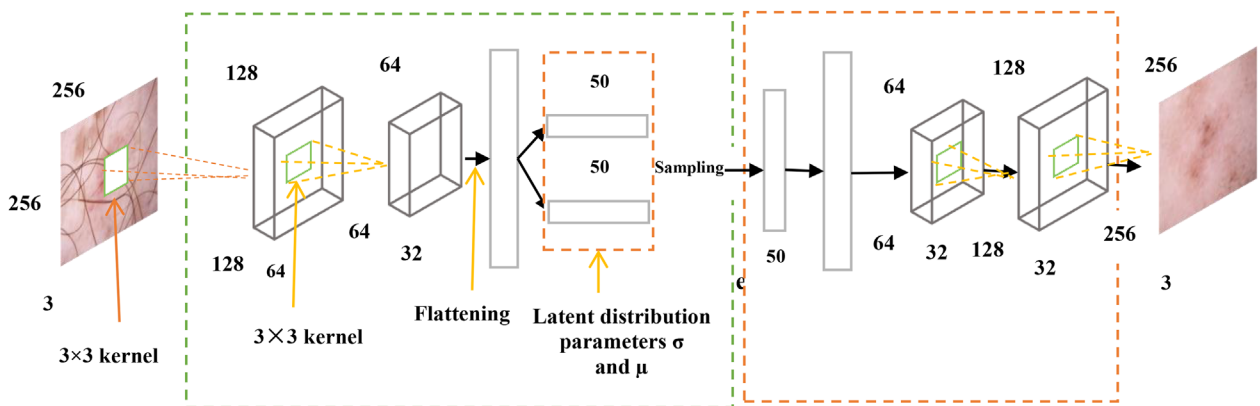 256
256
3
3×3 kernel
128
128
64
3×3 kernel
64
64
32
Flattening
50
50
Latent distribution
parameters σ
and μ
Sampling
e
50
64
64
32
128
128
32
256
256
3